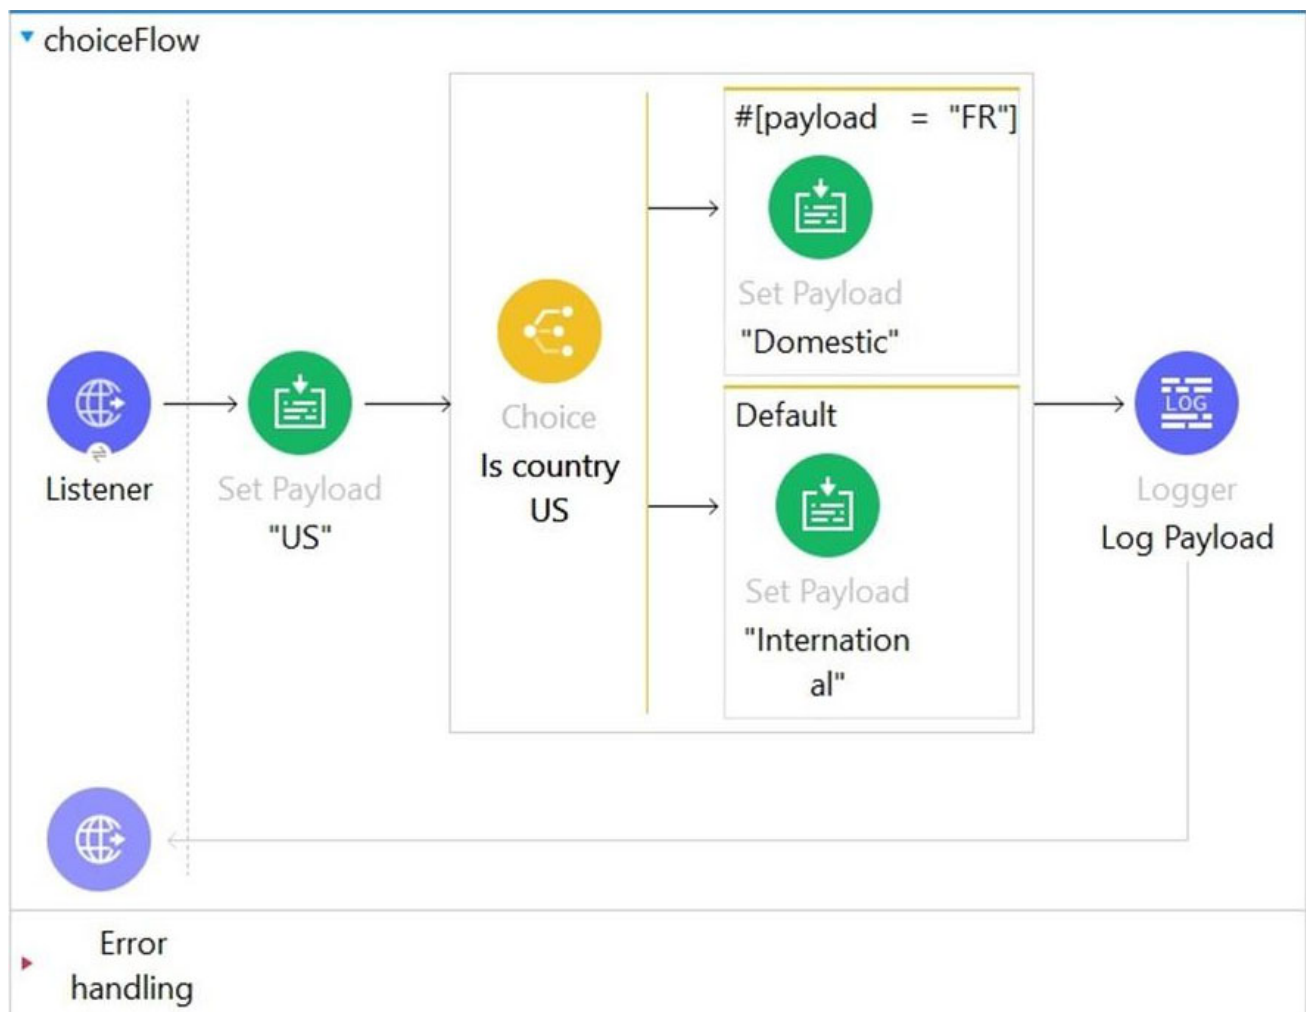 choiceFlow
#[payload = "FR"]
Set Payload
"Domestic"
Default
Set Payload
"Internation
al"
Choice
Is country
US
Listener
Set Payload
"US"
LOG
Logger
Log Payload
Error
handling